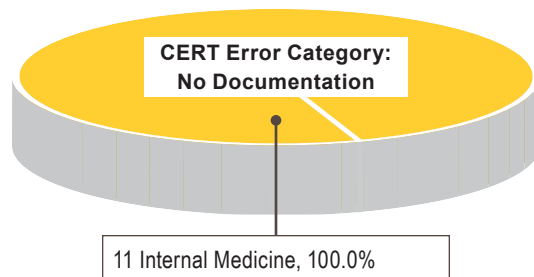 CERT Error Category:
No Documentation
11 Internal Medicine, 100.0%